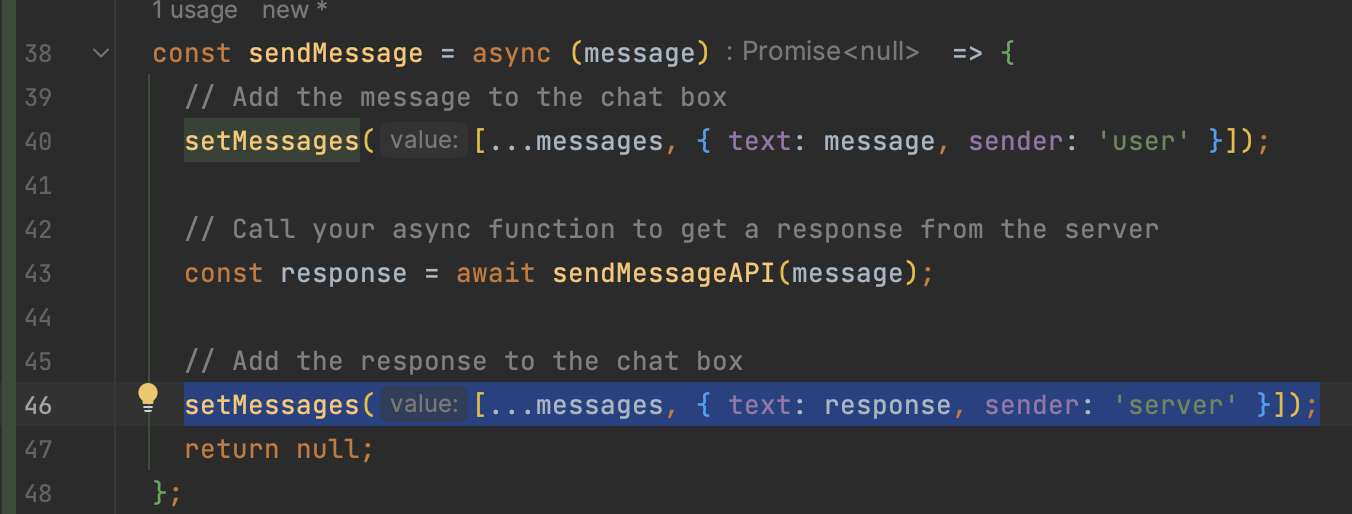 1 usage   new *
38 const sendMessage = async (message) : Promise<null>  => {
39 // Add the message to the chat box
40 setMessages( value: [...messages, { text: message, sender: 'user' }]);
41
42 // Call your async function to get a response from the server
43 const response = await sendMessageAPI(message);
44
45 // Add the response to the chat box
46 setMessages( value: [...messages, { text: response, sender: 'server' }]);
47 return null;
48 };